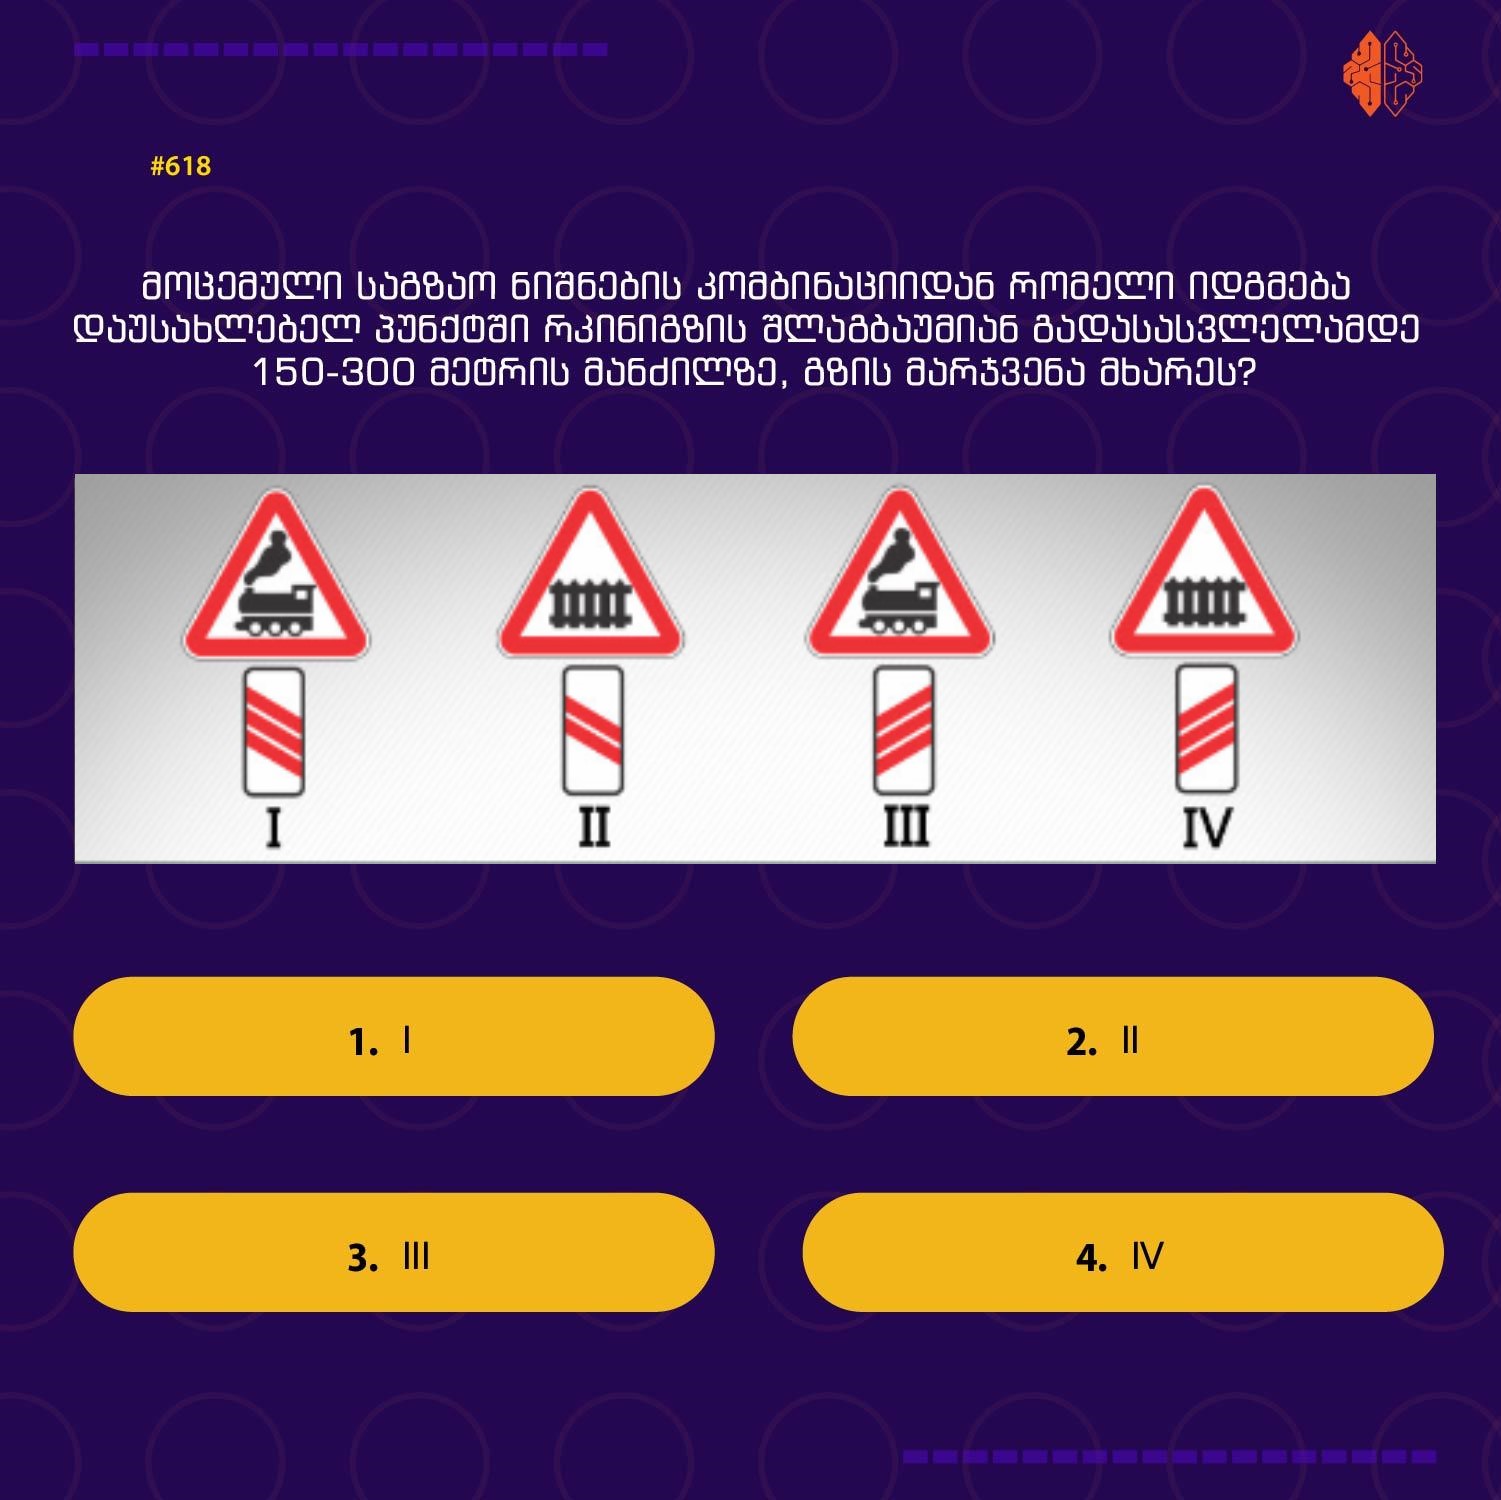 #618
მოცემული საგზაო ნიშნების კომბინაციიდან რომელი იდგმება
დაუსახლებელ პუნქტში რკინიგზის შლაგბაუმიან გადასასვლელამდე
150-300 მეტრის მანძილზე, გზის მარჯვენა მხარეს?
I II III IV
1. I
2. II
3. III
4. IV